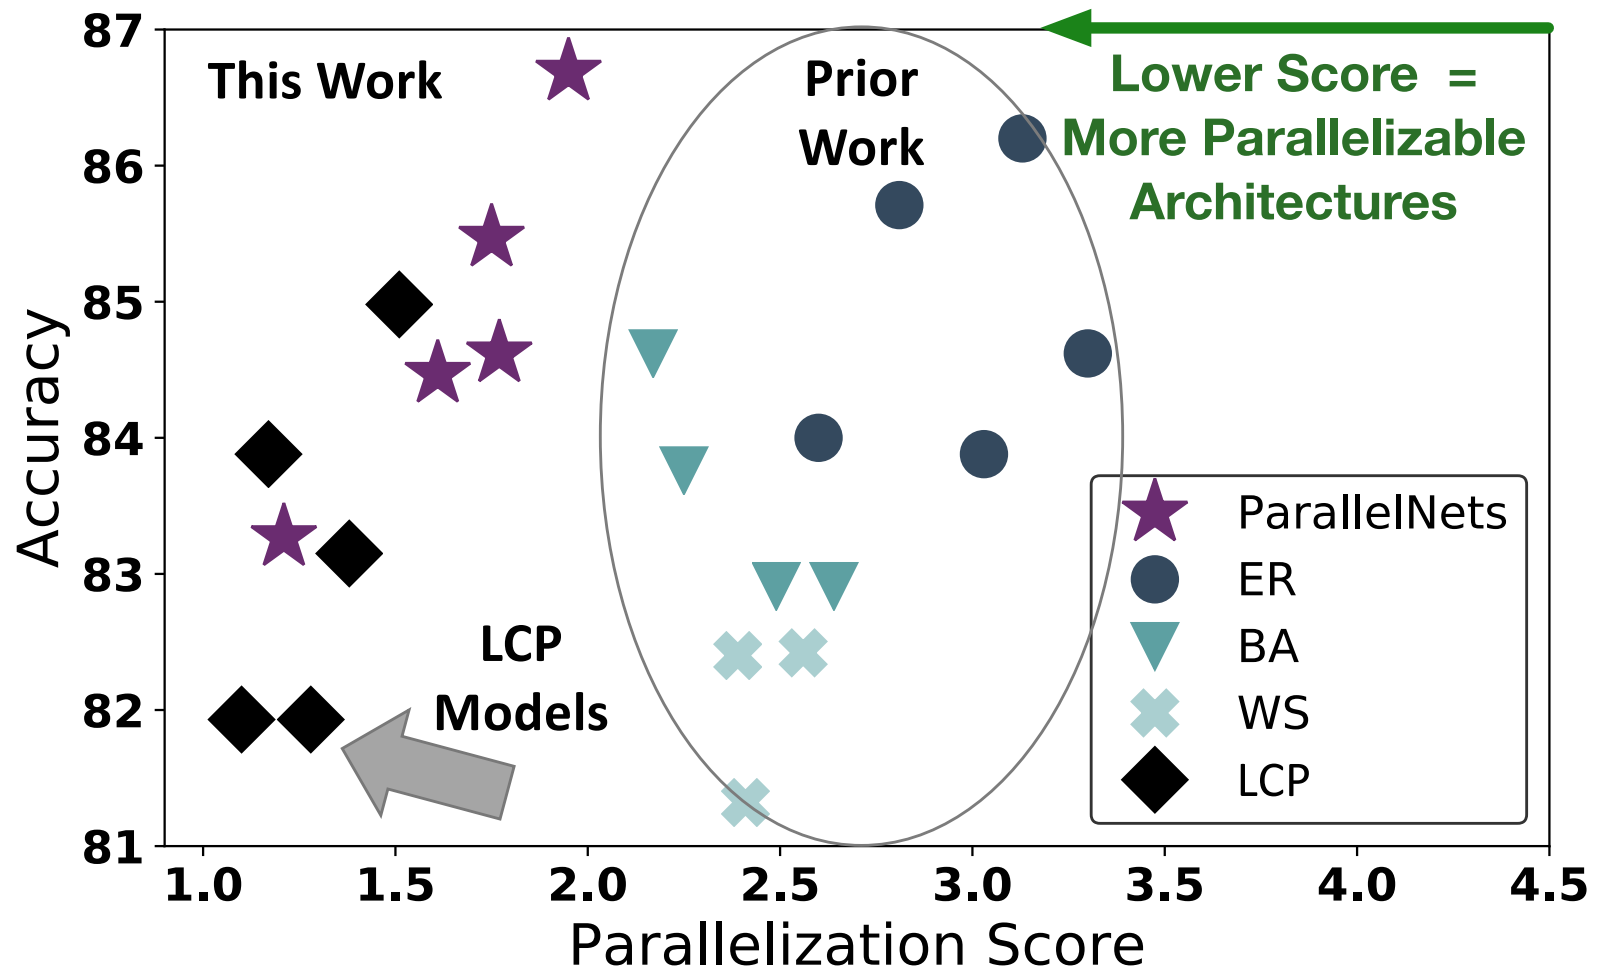 87
86
85
84
83
82
81
Accuracy
This Work
Prior
Work
Lower Score =
More Parallelizable
Architectures
LCP
Models
ParallelNets
ER
BA
WS
LCP
1.0 1.5 2.0 2.5 3.0 3.5 4.0 4.5
Parallelization Score